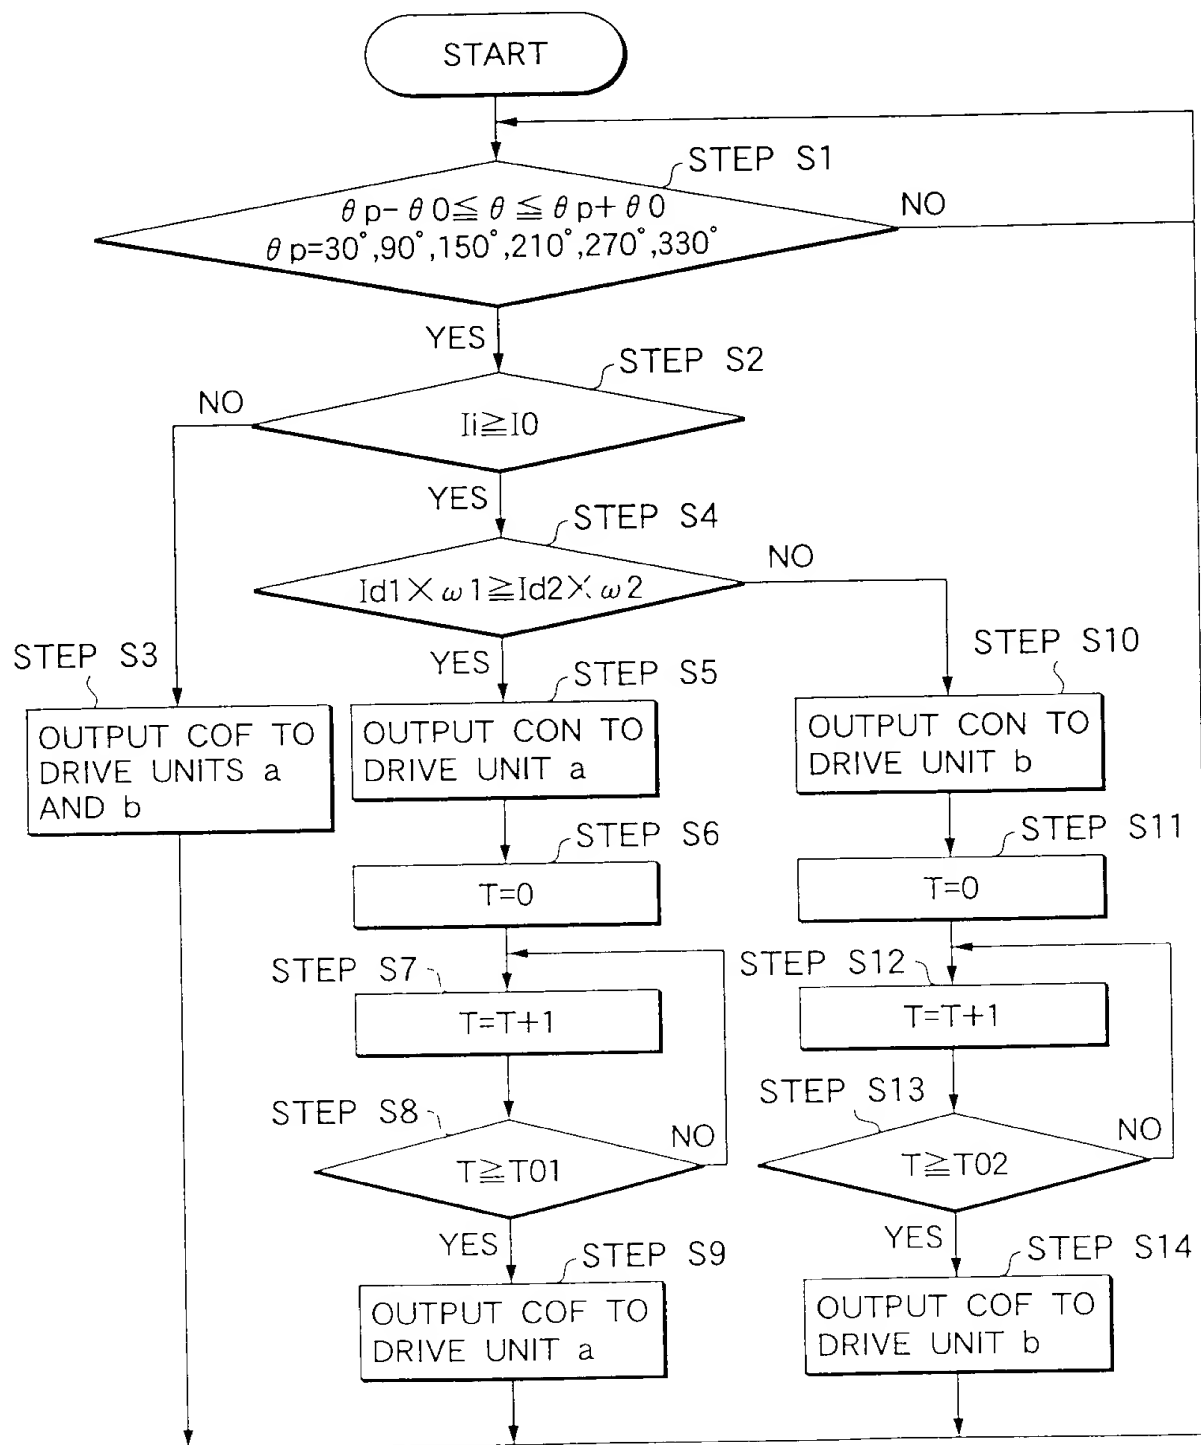 START
STEP S1
θp-θ0≦θ≦θp+θ0
θp=30°,90°,150°,210°,270°,330°
NO
YES
STEP S2
NO
Ii≧I0
YES
STEP S4
NO
Id1×ω1≧Id2×ω2
STEP S3
YES
STEP S5
STEP S10
OUTPUT COF TO
DRIVE UNITS a
AND b
OUTPUT CON TO
DRIVE UNIT a
OUTPUT CON TO
DRIVE UNIT b
STEP S6
STEP S11
T=0
T=0
STEP S7
STEP S12
T=T+1
T=T+1
STEP S8
STEP S13
NO
NO
T≧T01
T≧T02
YES
STEP S9
YES
STEP S14
OUTPUT COF TO
DRIVE UNIT a
OUTPUT COF TO
DRIVE UNIT b